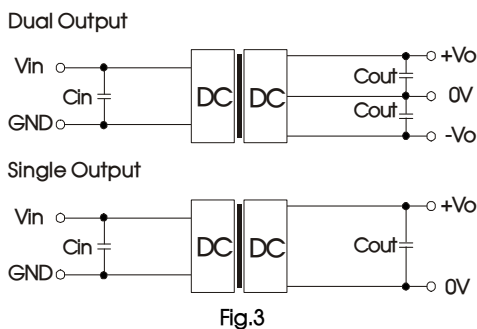 Dual Output
Vin
Cin
GND
DC DC
Cout
Cout
+Vo
0V
-Vo
Single Output
Vin
Cin
GND
DC DC
Cout
+Vo
0V
Fig.3